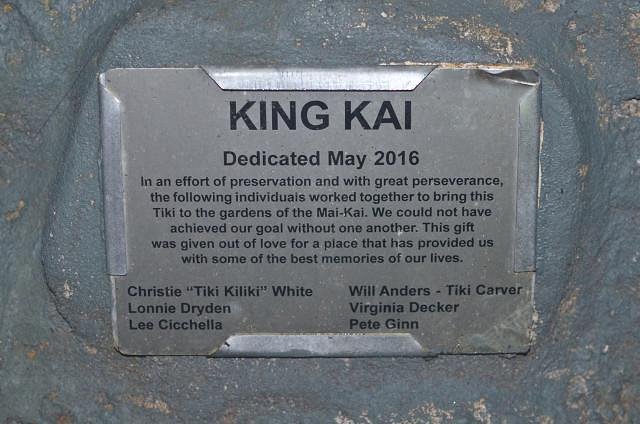 KING KAI
Dedicated May 2016
In an effort of preservation and with great perseverance,
the following individuals worked together to bring this
Tiki to the gardens of the Mai-Kai. We could not have
achieved our goal without one another. This gift
was given out of love for a place that has provided us
with some of the best memories of our lives.
Christie “Tiki Kiliki” White
Lonnie Dryden
Lee Cicchella
Will Anders - Tiki Carver
Virginia Decker
Pete Ginn